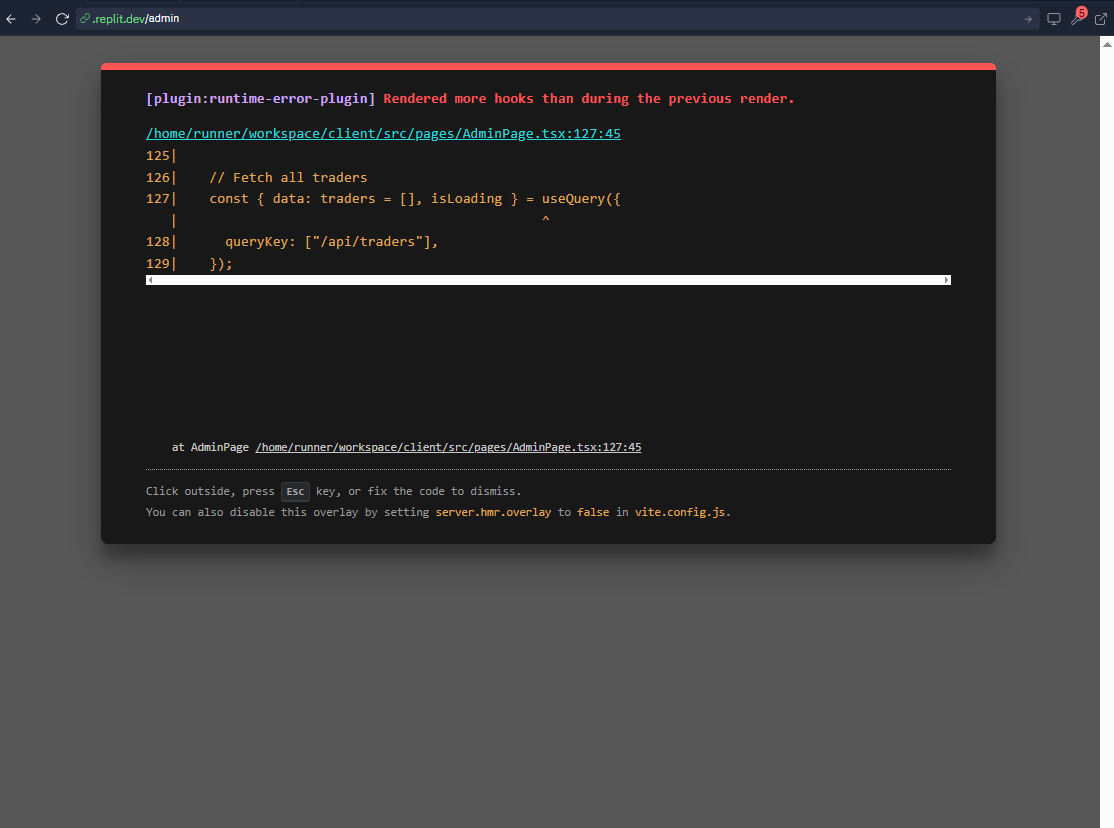 .replit.dev/admin
5
[plugin:runtime-error-plugin] Rendered more hooks than during the previous render.
/home/runner/workspace/client/src/pages/AdminPage.tsx:127:45
125|
126|    // Fetch all traders
127|    const { data: traders = [], isLoading } = useQuery({
   |                                              ^
128|      queryKey: ["/api/traders"],
129|    });
at AdminPage /home/runner/workspace/client/src/pages/AdminPage.tsx:127:45
Click outside, press Esc key, or fix the code to dismiss.
You can also disable this overlay by setting server.hmr.overlay to false in vite.config.js.